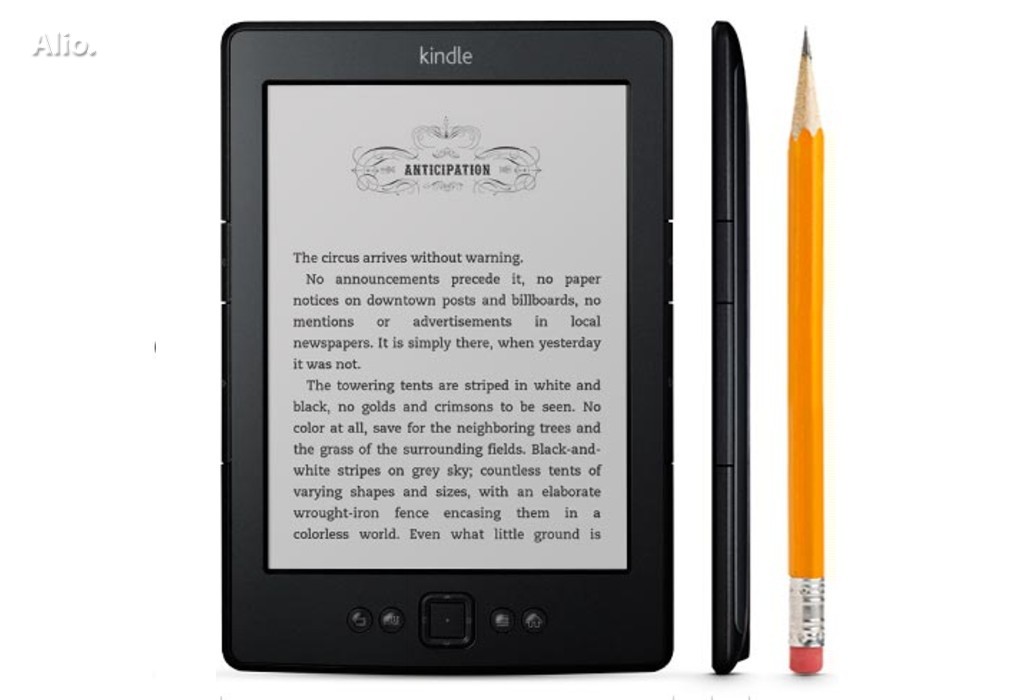 Alio.
kindle
ANTICIPATION
The circus arrives without warning.
No announcements precede it, no paper
notices on downtown posts and billboards, no
mentions or advertisements in local
newspapers. It is simply there, when yesterday
it was not.
The towering tents are striped in white and
black, no golds and crimsons to be seen. No
color at all, save for the neighboring trees and
the grass of the surrounding fields. Black-and-
white stripes on grey sky; countless tents of
varying shapes and sizes, with an elaborate
wrought-iron fence encasing them in a
colorless world. Even what little ground is